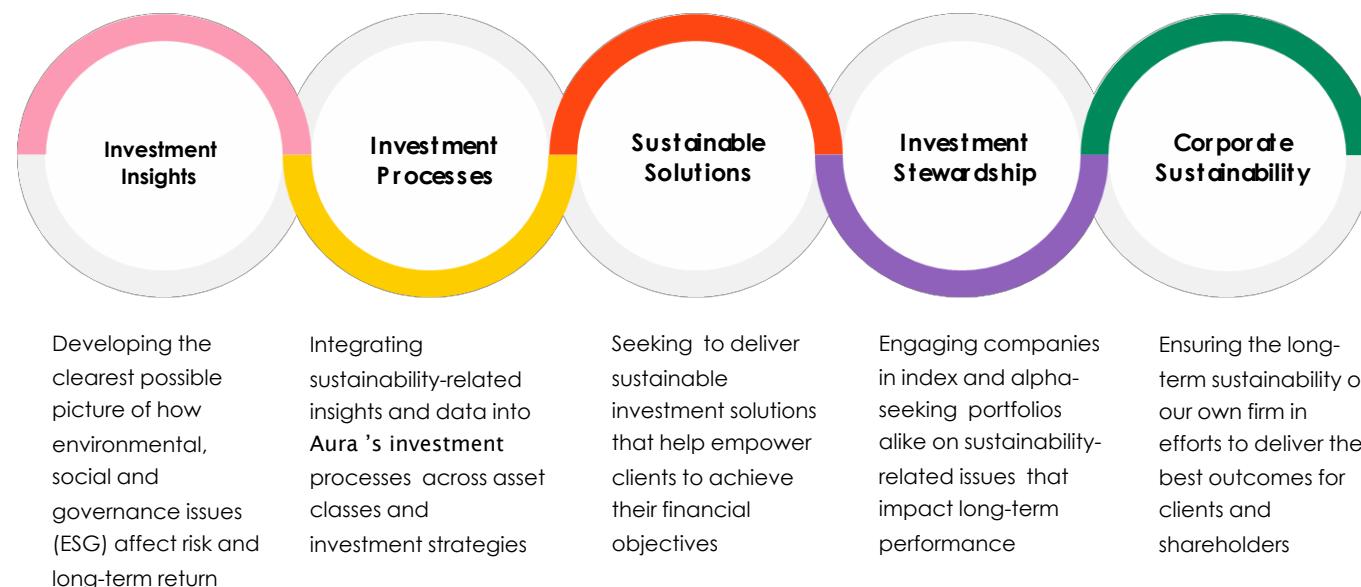 Investment
Insights
Investment
Processes
Sustainable
Solutions
Investment
Stewardship
Corporate
Sustainability
Developing the
clearest possible
picture of how
environmental,
social and
governance issues
(ESG) affect risk and
long-term return
Integrating
sustainability-related
insights and data into
Aura ’s investment
processes across asset
classes and
investment strategies
Seeking to deliver
sustainable
investment solutions
that help empower
clients to achieve
their financial
objectives
Engaging companies
in index and alpha-
seeking portfolios
alike on sustainability-
related issues that
impact long-term
performance
Ensuring the long-
term sustainability o
our own firm in
efforts to deliver the
best outcomes for
clients and
shareholders